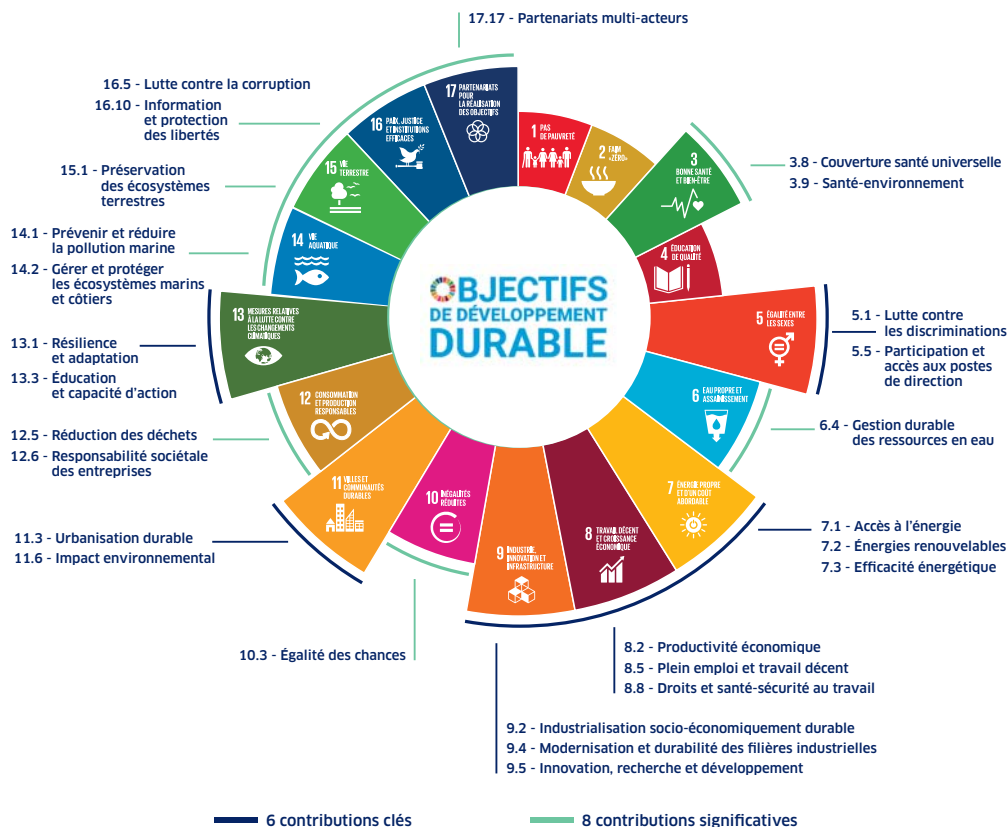 17.17 - Partenariats multi-acteurs
16.5 - Lutte contre la corruption
16.10 - Information
et protection
des libertés
15.1 - Préservation
des écosystèmes
terrestres
14.1 - Prévenir et réduire
la pollution marine
14.2 - Gérer et protéger
les écosystèmes marins
et côtiers
13.1 - Résilience
et adaptation
13.3 - Éducation
et capacité d'action
12.5 - Réduction des déchets
12.6 - Responsabilité sociétale
des entreprises
11.3 - Urbanisation durable
11.6 - Impact environnemental
10.3 - Égalité des chances
1 PAS
DE PAUVRETÉ
2 FAIM
«ZÉRO»
3
BONNE SANTÉ
ET BIEN-ÊTRE
4 ÉDUCATION
DE QUALITÉ
5 ÉGALITÉ ENTRE
LES SEXES
6 EAU PROPRE ET
ASSAINISSEMENT
7 ÉNERGIE PROPRE
ET D'UN COÛT
ABORDABLE
8 TRAVAIL DÉCENT
ET CROISSANCE
ÉCONOMIQUE
9 INDUSTRIE,
INNOVATION ET
INFRASTRUCTURE
10 INÉGALITÉS
RÉDUITES
11 VILLES ET
COMMUNAUTÉS
DURABLES
12 CONSOMMATION
ET PRODUCTION
RESPONSABLES
13 MESURES RELATIVES
À LA LUTTE CONTRE
LES CHANGEMENTS
CLIMATIQUES
14 VIE
AQUATIQUE
15 VIE
TERRESTRE
16 PAIX, JUSTICE
ET INSTITUTIONS
EFFICACES
17 PARTENARIATS
POUR
LA RÉALISATION
DES OBJECTIFS
OBJECTIFS
DE DÉVELOPPEMENT
DURABLE
3.8 - Couverture santé universelle
3.9 - Santé-environnement
5.1 - Lutte contre
les discriminations
5.5 - Participation et
accès aux postes
de direction
6.4 - Gestion durable
des ressources en eau
7.1 - Accès à l'énergie
7.2 - Énergies renouvelables
7.3 - Efficacité énergétique
8.2 - Productivité économique
8.5 - Plein emploi et travail décent
8.8 - Droits et santé-sécurité au travail
9.2 - Industrialisation socio-économiquement durable
9.4 - Modernisation et durabilité des filières industrielles
9.5 - Innovation, recherche et développement
6 contributions clés
8 contributions significatives